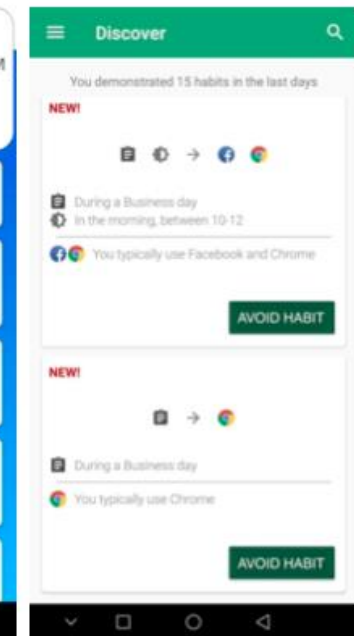 M
Discover
You demonstrated 15 habits in the last days
NEW!
During a Business day
In the morning, between 10-12
You typically use Facebook and Chrome
AVOID HABIT
NEW!
During a Business day
You typically use Chrome
AVOID HABIT